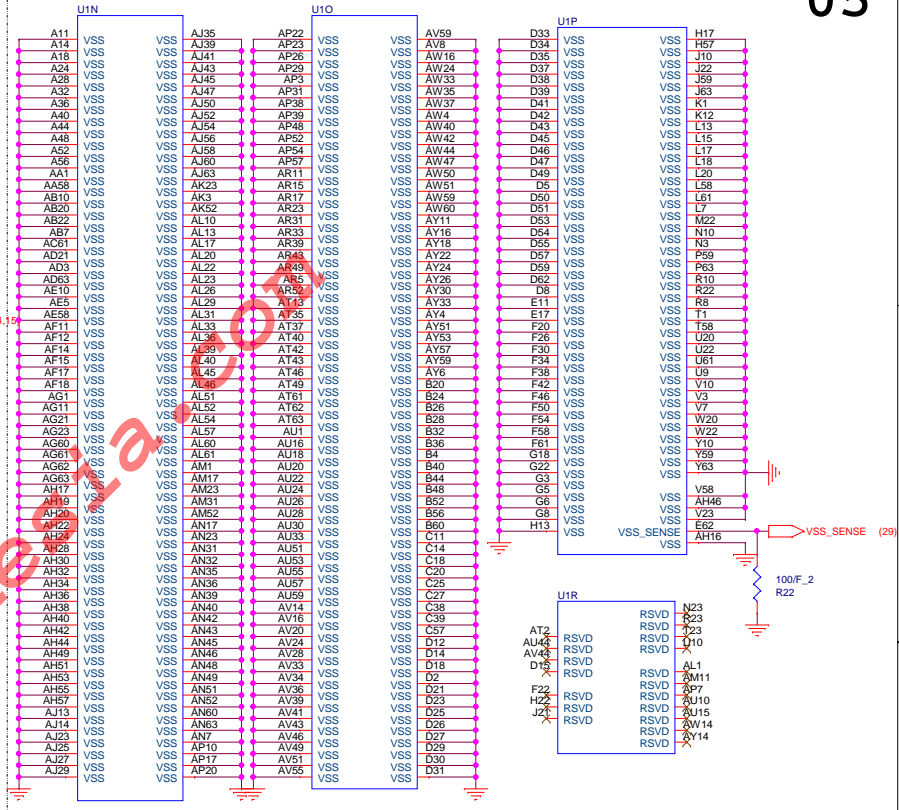 05
U1N
A11 VSS VSS AJ35
A14 VSS VSS AJ39
A18 VSS VSS AJ41
A24 VSS VSS AJ43
A28 VSS VSS AJ45
A32 VSS VSS AJ47
A36 VSS VSS AJ50
A40 VSS VSS AJ52
A44 VSS VSS AJ54
A48 VSS VSS AJ56
A52 VSS VSS AJ58
A56 VSS VSS AJ60
AA1 VSS VSS AJ63
AA58 VSS VSS AK23
AB10 VSS VSS AK3
AB20 VSS VSS AK52
AB22 VSS VSS AL10
AB7 VSS VSS AL13
AC61 VSS VSS AL17
AD21 VSS VSS AL20
AD3 VSS VSS AL22
AD63 VSS VSS AL23
AE10 VSS VSS AL26
AE5 VSS VSS AL29
AE58 VSS VSS AL31
AF11 VSS VSS AL33
AF12 VSS VSS AL36
AF14 VSS VSS AL39
AF15 VSS VSS AL40
AF17 VSS VSS AL45
AF18 VSS VSS AL46
AG1 VSS VSS AL51
AG11 VSS VSS AL52
AG21 VSS VSS AL54
AG23 VSS VSS AL57
AG60 VSS VSS AL60
AG61 VSS VSS AL61
AG62 VSS VSS AM1
AG63 VSS VSS AM17
AH17 VSS VSS AM23
AH19 VSS VSS AM31
AH20 VSS VSS AM52
AH22 VSS VSS AN17
AH24 VSS VSS AN23
AH28 VSS VSS AN31
AH30 VSS VSS AN32
AH32 VSS VSS AN35
AH34 VSS VSS AN36
AH36 VSS VSS AN39
AH38 VSS VSS AN40
AH40 VSS VSS AN42
AH42 VSS VSS AN43
AH44 VSS VSS AN45
AH49 VSS VSS AN46
AH51 VSS VSS AN48
AH53 VSS VSS AN49
AH55 VSS VSS AN51
AH57 VSS VSS AN52
AJ13 VSS VSS AN60
AJ14 VSS VSS AN63
AJ23 VSS VSS AN7
AJ25 VSS VSS AP10
AJ27 VSS VSS AP17
AJ29 VSS VSS AP20
U1O
AP22 VSS VSS AV59
AP23 VSS VSS AV8
AP26 VSS VSS AW16
AP29 VSS VSS AW24
AP3 VSS VSS AW33
AP31 VSS VSS AW35
AP38 VSS VSS AW37
AP39 VSS VSS AW4
AP48 VSS VSS AW40
AP52 VSS VSS AW42
AP54 VSS VSS AW44
AP57 VSS VSS AW47
AR11 VSS VSS AW50
AR15 VSS VSS AW51
AR17 VSS VSS AW59
AR23 VSS VSS AW60
AR31 VSS VSS AY11
AR33 VSS VSS AY16
AR39 VSS VSS AY18
AR43 VSS VSS AY22
AR49 VSS VSS AY24
AR5 VSS VSS AY26
AR52 VSS VSS AY30
AT13 VSS VSS AY33
AT35 VSS VSS AY4
AT37 VSS VSS AY51
AT40 VSS VSS AY53
AT42 VSS VSS AY57
AT43 VSS VSS AY59
AT46 VSS VSS AY6
AT49 VSS VSS B20
AT61 VSS VSS B24
AT62 VSS VSS B26
AT63 VSS VSS B28
AU1 VSS VSS B32
AU16 VSS VSS B36
AU18 VSS VSS B4
AU20 VSS VSS B40
AU22 VSS VSS B44
AU24 VSS VSS B48
AU26 VSS VSS B52
AU28 VSS VSS B56
AU30 VSS VSS B60
AU33 VSS VSS C11
AU51 VSS VSS C14
AU53 VSS VSS C18
AU55 VSS VSS C20
AU57 VSS VSS C25
AU59 VSS VSS C27
AV14 VSS VSS C38
AV16 VSS VSS C39
AV20 VSS VSS C57
AV24 VSS VSS D12
AV28 VSS VSS D14
AV33 VSS VSS D18
AV34 VSS VSS D2
AV36 VSS VSS D21
AV39 VSS VSS D23
AV41 VSS VSS D25
AV43 VSS VSS D26
AV46 VSS VSS D27
AV49 VSS VSS D29
AV51 VSS VSS D30
AV55 VSS VSS D31
U1P
D33 VSS VSS H17
D34 VSS VSS H57
D35 VSS VSS J10
D37 VSS VSS J22
D38 VSS VSS J59
D39 VSS VSS J63
D41 VSS VSS K1
D42 VSS VSS K12
D43 VSS VSS L13
D45 VSS VSS L15
D46 VSS VSS L17
D47 VSS VSS L18
D49 VSS VSS L20
D5 VSS VSS L58
D50 VSS VSS L61
D51 VSS VSS L7
D53 VSS VSS M22
D54 VSS VSS N10
D55 VSS VSS N3
D57 VSS VSS P59
D59 VSS VSS P63
D62 VSS VSS R10
D8 VSS VSS R22
E11 VSS VSS R8
E17 VSS VSS T1
F20 VSS VSS T58
F26 VSS VSS U20
F30 VSS VSS U22
F34 VSS VSS U61
F38 VSS VSS U9
F42 VSS VSS V10
F46 VSS VSS V3
F50 VSS VSS V7
F54 VSS VSS W20
F58 VSS VSS W22
F61 VSS VSS Y10
G18 VSS VSS Y59
G22 VSS VSS Y63
G3 VSS
G5 VSS VSS V58
G6 VSS VSS AH46
G8 VSS VSS V23
H13 VSS VSS_SENSE E62 VSS_SENSE (29)
VSS AH16
100/F_2
R22
U1R
RSVD N23
RSVD R23
AT2 RSVD RSVD T23
AU44 RSVD RSVD U10
AV44 RSVD
D15 RSVD RSVD AL1
RSVD AM11
F22 RSVD RSVD AP7
H22 RSVD RSVD AU10
J21 RSVD RSVD AU15
RSVD AW14
RSVD AY14
esia.com